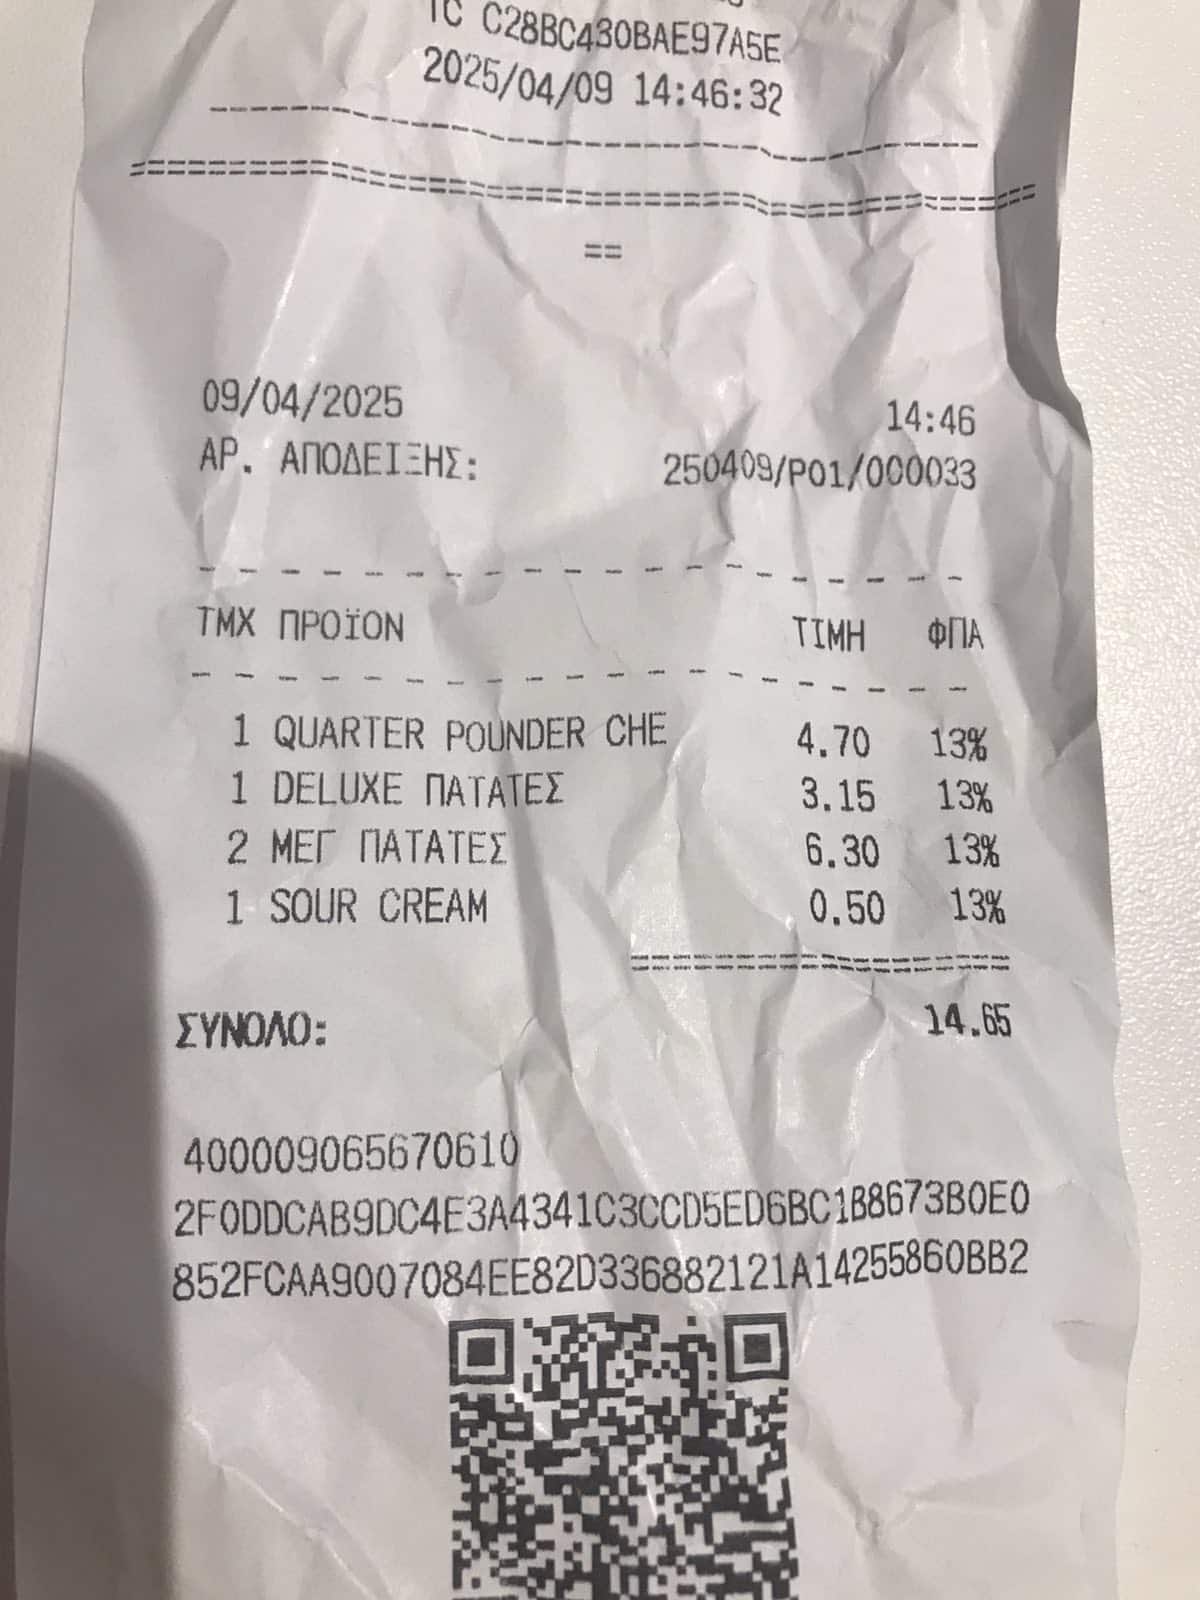 TC C28BC430BAE97A5E
2025/04/09 14:46:32
==
09/04/2025 14:46
ΑΡ. ΑΠΟΔΕΙΞΗΣ: 250409/P01/000033
ΤΜΧ ΠΡΟΪΟΝ ΤΙΜΗ ΦΠΑ
1 QUARTER POUNDER CHE 4.70 13%
1 DELUXE ΠΑΤΑΤΕΣ 3.15 13%
2 ΜΕΓ ΠΑΤΑΤΕΣ 6.30 13%
1 SOUR CREAM 0.50 13%
ΣΥΝΟΛΟ: 14.65
400009065670610
2F0DDCAB9DC4E3A4341C3CCD5ED6BC1B8673B0E0
852FCAA9007084EE82D336882121A14255860BB2